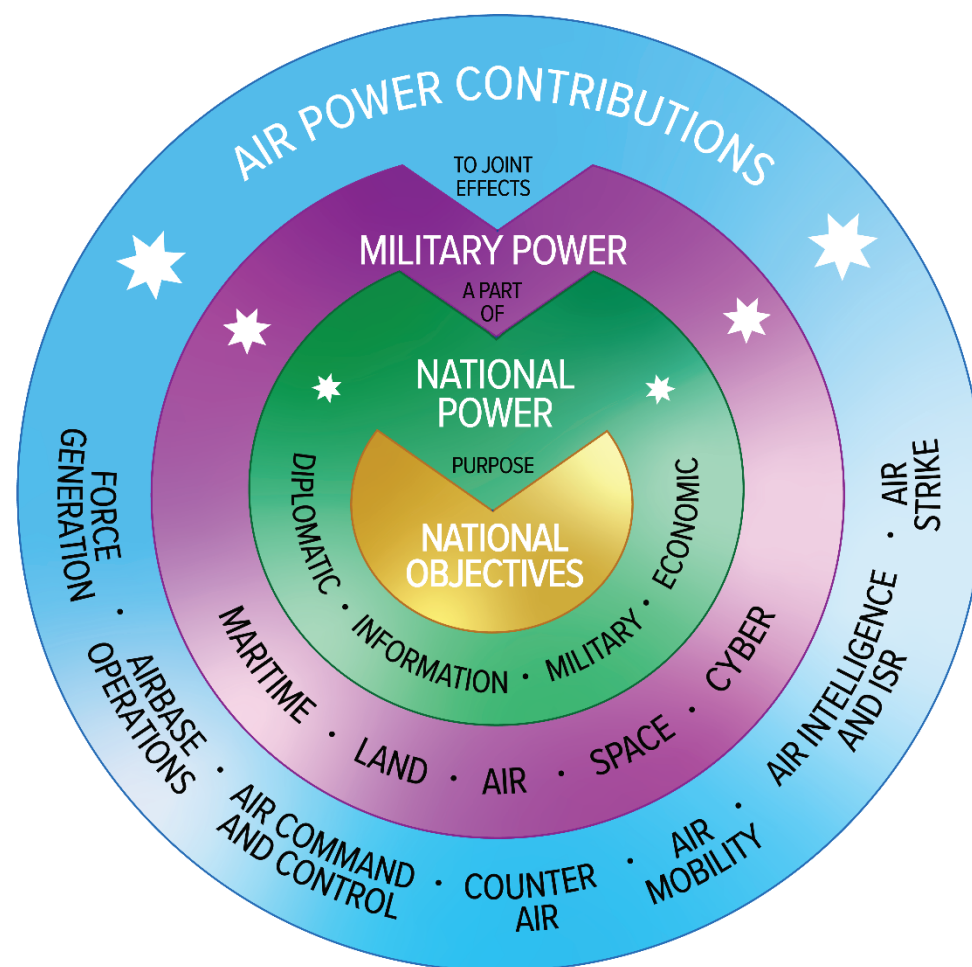 AIR POWER CONTRIBUTIONS
TO JOINT
EFFECTS
MILITARY POWER
A PART
OF
NATIONAL
POWER
PURPOSE
NATIONAL
OBJECTIVES
DIPLOMATIC · INFORMATION · MILITARY · ECONOMIC
MARITIME · LAND · AIR · SPACE · CYBER
FORCE
GENERATION ·
AIRBASE
OPERATIONS ·
AIR COMMAND
AND CONTROL ·
COUNTER
AIR ·
AIR
MOBILITY ·
AIR INTELLIGENCE
AND ISR ·
AIR
STRIKE